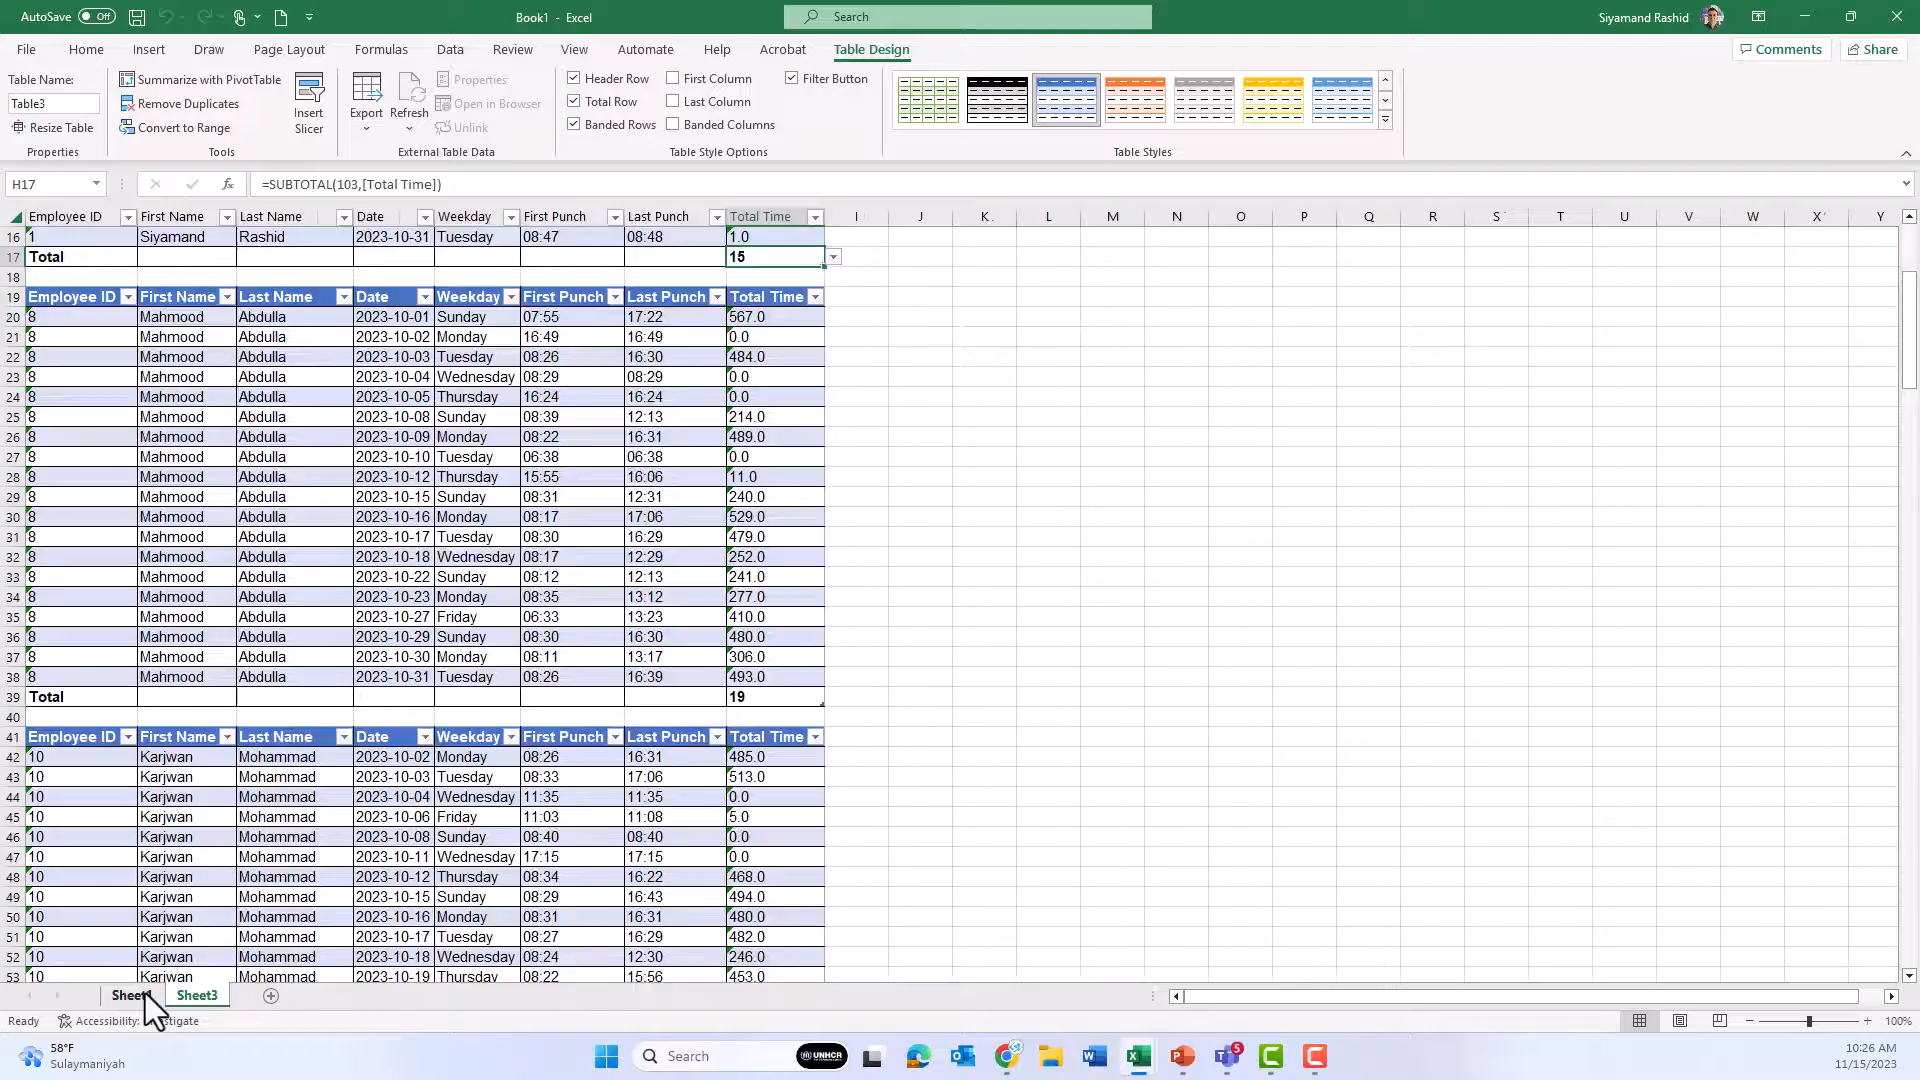 AutoSave Off Book1 - Excel Search Siyamand Rashid
File Home Insert Draw Page Layout Formulas Data Review View Automate Help Acrobat Table Design Comments Share
Table Name:
Table3
Resize Table
Properties
Summarize with PivotTable
Remove Duplicates
Convert to Range
Tools
Insert
Slicer
Export
Refresh
Properties
Open in Browser
Unlink
External Table Data
Header Row First Column Filter Button
Total Row Last Column
Banded Rows Banded Columns
Table Style Options
Table Styles
H17 fx =SUBTOTAL(103,[Total Time])
Employee ID First Name Last Name Date Weekday First Punch Last Punch Total Time I J K L M N O P Q R S T U V W X Y
16 1 Siyamand Rashid 2023-10-31 Tuesday 08:47 08:48 1.0
17 Total 15
18
19 Employee ID First Name Last Name Date Weekday First Punch Last Punch Total Time
20 8 Mahmood Abdulla 2023-10-01 Sunday 07:55 17:22 567.0
21 8 Mahmood Abdulla 2023-10-02 Monday 16:49 16:49 0.0
22 8 Mahmood Abdulla 2023-10-03 Tuesday 08:26 16:30 484.0
23 8 Mahmood Abdulla 2023-10-04 Wednesday 08:29 08:29 0.0
24 8 Mahmood Abdulla 2023-10-05 Thursday 16:24 16:24 0.0
25 8 Mahmood Abdulla 2023-10-08 Sunday 08:39 12:13 214.0
26 8 Mahmood Abdulla 2023-10-09 Monday 08:22 16:31 489.0
27 8 Mahmood Abdulla 2023-10-10 Tuesday 06:38 06:38 0.0
28 8 Mahmood Abdulla 2023-10-12 Thursday 15:55 16:06 11.0
29 8 Mahmood Abdulla 2023-10-15 Sunday 08:31 12:31 240.0
30 8 Mahmood Abdulla 2023-10-16 Monday 08:17 17:06 529.0
31 8 Mahmood Abdulla 2023-10-17 Tuesday 08:30 16:29 479.0
32 8 Mahmood Abdulla 2023-10-18 Wednesday 08:17 12:29 252.0
33 8 Mahmood Abdulla 2023-10-22 Sunday 08:12 12:13 241.0
34 8 Mahmood Abdulla 2023-10-23 Monday 08:35 13:12 277.0
35 8 Mahmood Abdulla 2023-10-27 Friday 06:33 13:23 410.0
36 8 Mahmood Abdulla 2023-10-29 Sunday 08:30 16:30 480.0
37 8 Mahmood Abdulla 2023-10-30 Monday 08:11 13:17 306.0
38 8 Mahmood Abdulla 2023-10-31 Tuesday 08:26 16:39 493.0
39 Total 19
40
41 Employee ID First Name Last Name Date Weekday First Punch Last Punch Total Time
42 10 Karjwan Mohammad 2023-10-02 Monday 08:26 16:31 485.0
43 10 Karjwan Mohammad 2023-10-03 Tuesday 08:33 17:06 513.0
44 10 Karjwan Mohammad 2023-10-04 Wednesday 11:35 11:35 0.0
45 10 Karjwan Mohammad 2023-10-06 Friday 11:03 11:08 5.0
46 10 Karjwan Mohammad 2023-10-08 Sunday 08:40 08:40 0.0
47 10 Karjwan Mohammad 2023-10-11 Wednesday 17:15 17:15 0.0
48 10 Karjwan Mohammad 2023-10-12 Thursday 08:34 16:22 468.0
49 10 Karjwan Mohammad 2023-10-15 Sunday 08:29 16:43 494.0
50 10 Karjwan Mohammad 2023-10-16 Monday 08:31 16:31 480.0
51 10 Karjwan Mohammad 2023-10-17 Tuesday 08:27 16:29 482.0
52 10 Karjwan Mohammad 2023-10-18 Wednesday 08:24 12:30 246.0
53 10 Karjwan Mohammad 2023-10-19 Thursday 08:22 15:56 453.0
Sheet1 Sheet3
Ready Accessibility: 100%
58°F
Sulaymaniyah
Search UNHCR 5
10:26 AM
11/15/2023